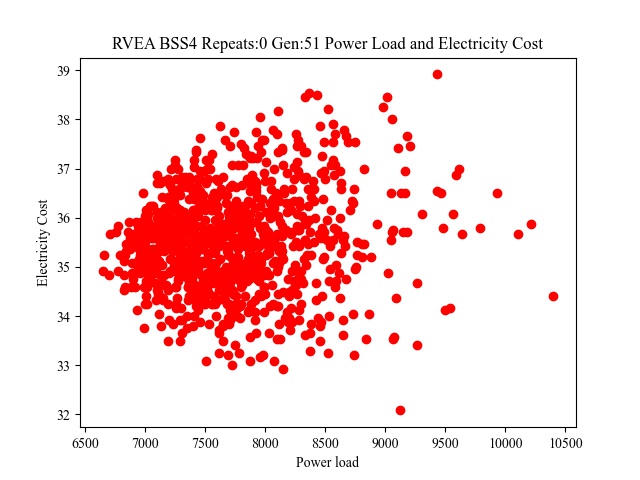 RVEA BSS4 Repeats:0 Gen:51 Power Load and Electricity Cost
39
38
37
36
35
34
33
32
Electricity Cost
6500 7000 7500 8000 8500 9000 9500 10000 10500
Power load